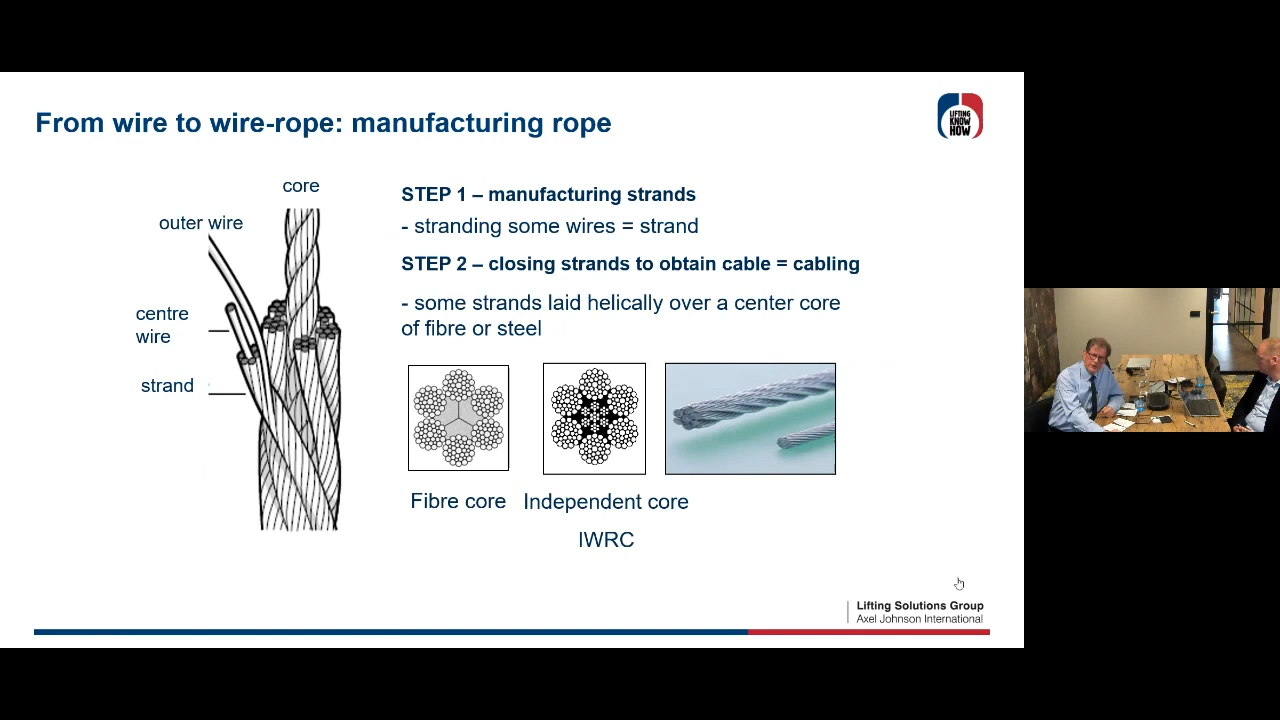 From wire to wire-rope: manufacturing rope
LIFTING
KNOW
HOW
core
outer wire
centre
wire
strand
STEP 1 – manufacturing strands
- stranding some wires = strand
STEP 2 – closing strands to obtain cable = cabling
- some strands laid helically over a center core
of fibre or steel
Fibre core
Independent core
IWRC
Lifting Solutions Group
Axel Johnson International